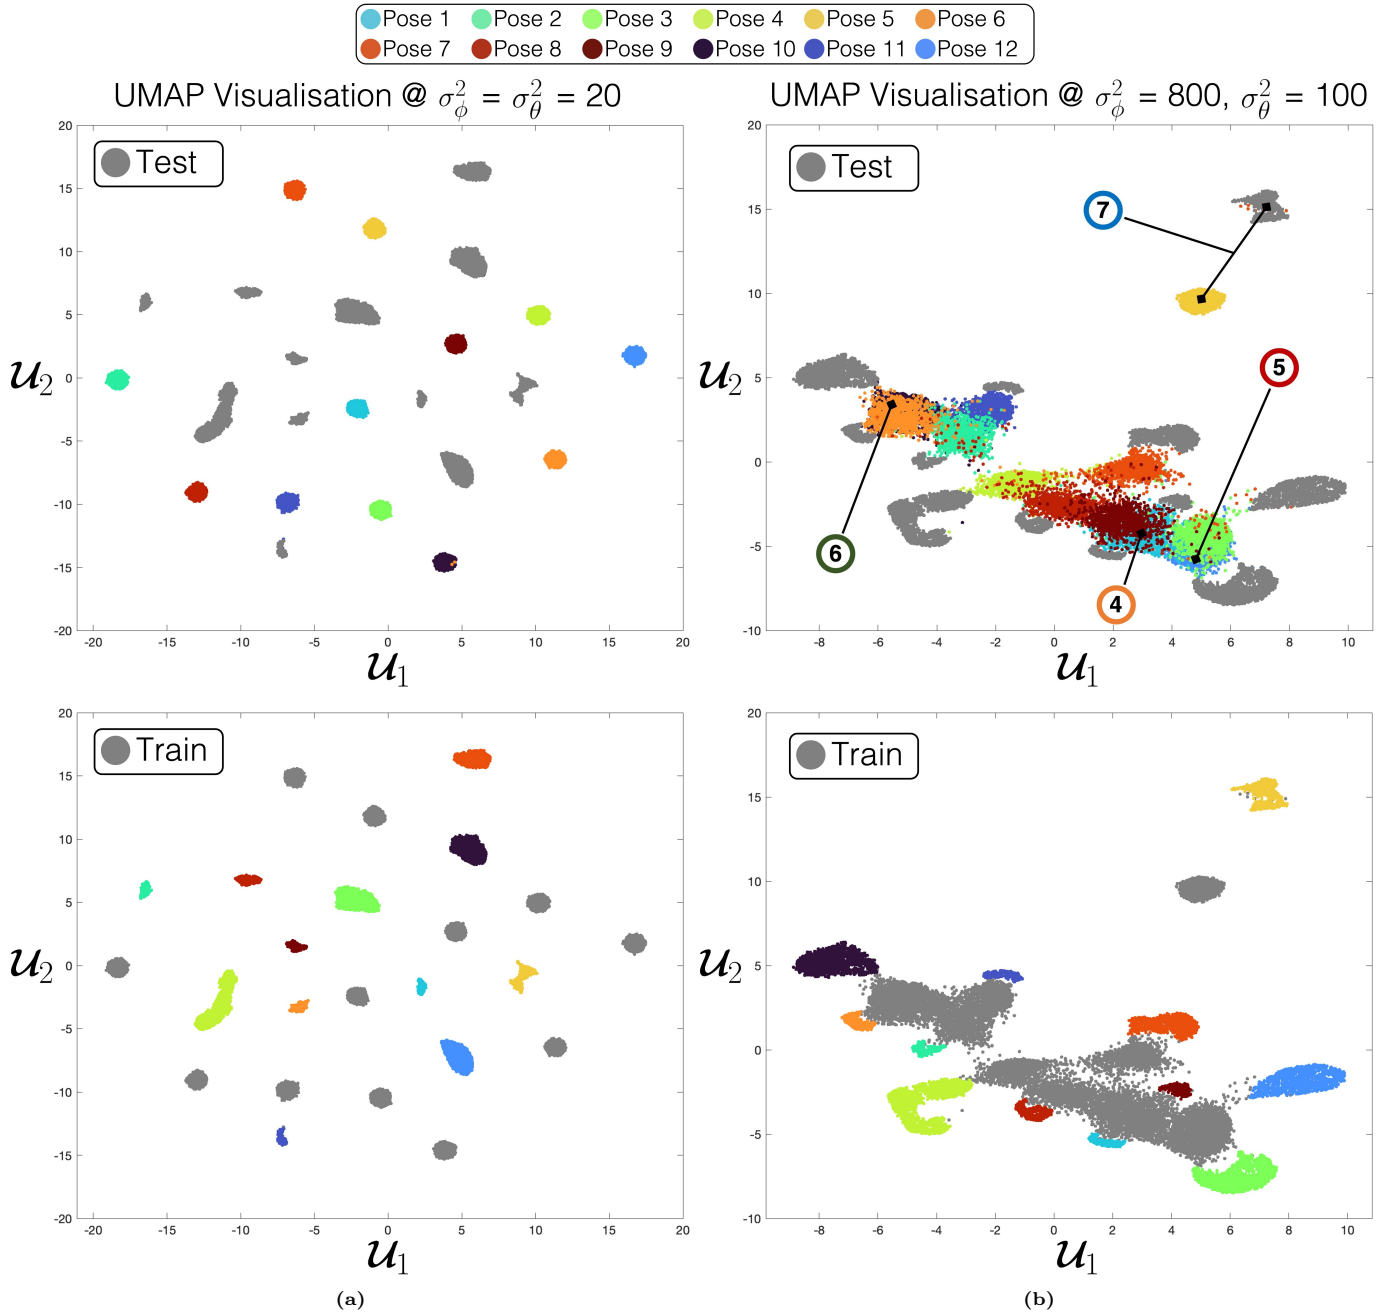 Pose 1 Pose 2 Pose 3 Pose 4 Pose 5 Pose 6
Pose 7 Pose 8 Pose 9 Pose 10 Pose 11 Pose 12
UMAP Visualisation @ σ²_ϕ = σ²_θ = 20
20
15
10
5
0
-5
-10
-15
-20
Test
𝒰₂
-20 -15 -10 -5 0 5 10 15 20
𝒰₁
UMAP Visualisation @ σ²_ϕ = 800, σ²_θ = 100
20
15
10
5
0
-5
-10
Test
7
5
6
4
𝒰₂
-8 -6 -4 -2 0 2 4 6 8 10
𝒰₁
20
15
10
5
0
-5
-10
-15
-20
Train
𝒰₂
-20 -15 -10 -5 0 5 10 15 20
𝒰₁
(a)
20
15
10
5
0
-5
-10
Train
𝒰₂
-8 -6 -4 -2 0 2 4 6 8 10
𝒰₁
(b)